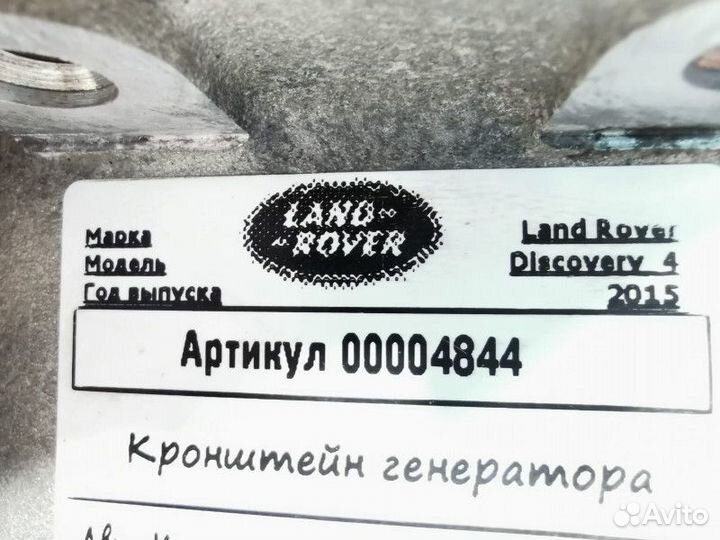 LAND-
-ROVER
Марка Land Rover
Модель Discovery 4
Год выпуска 2015
Артикул 00004844
Кронштейн генератора
Avito